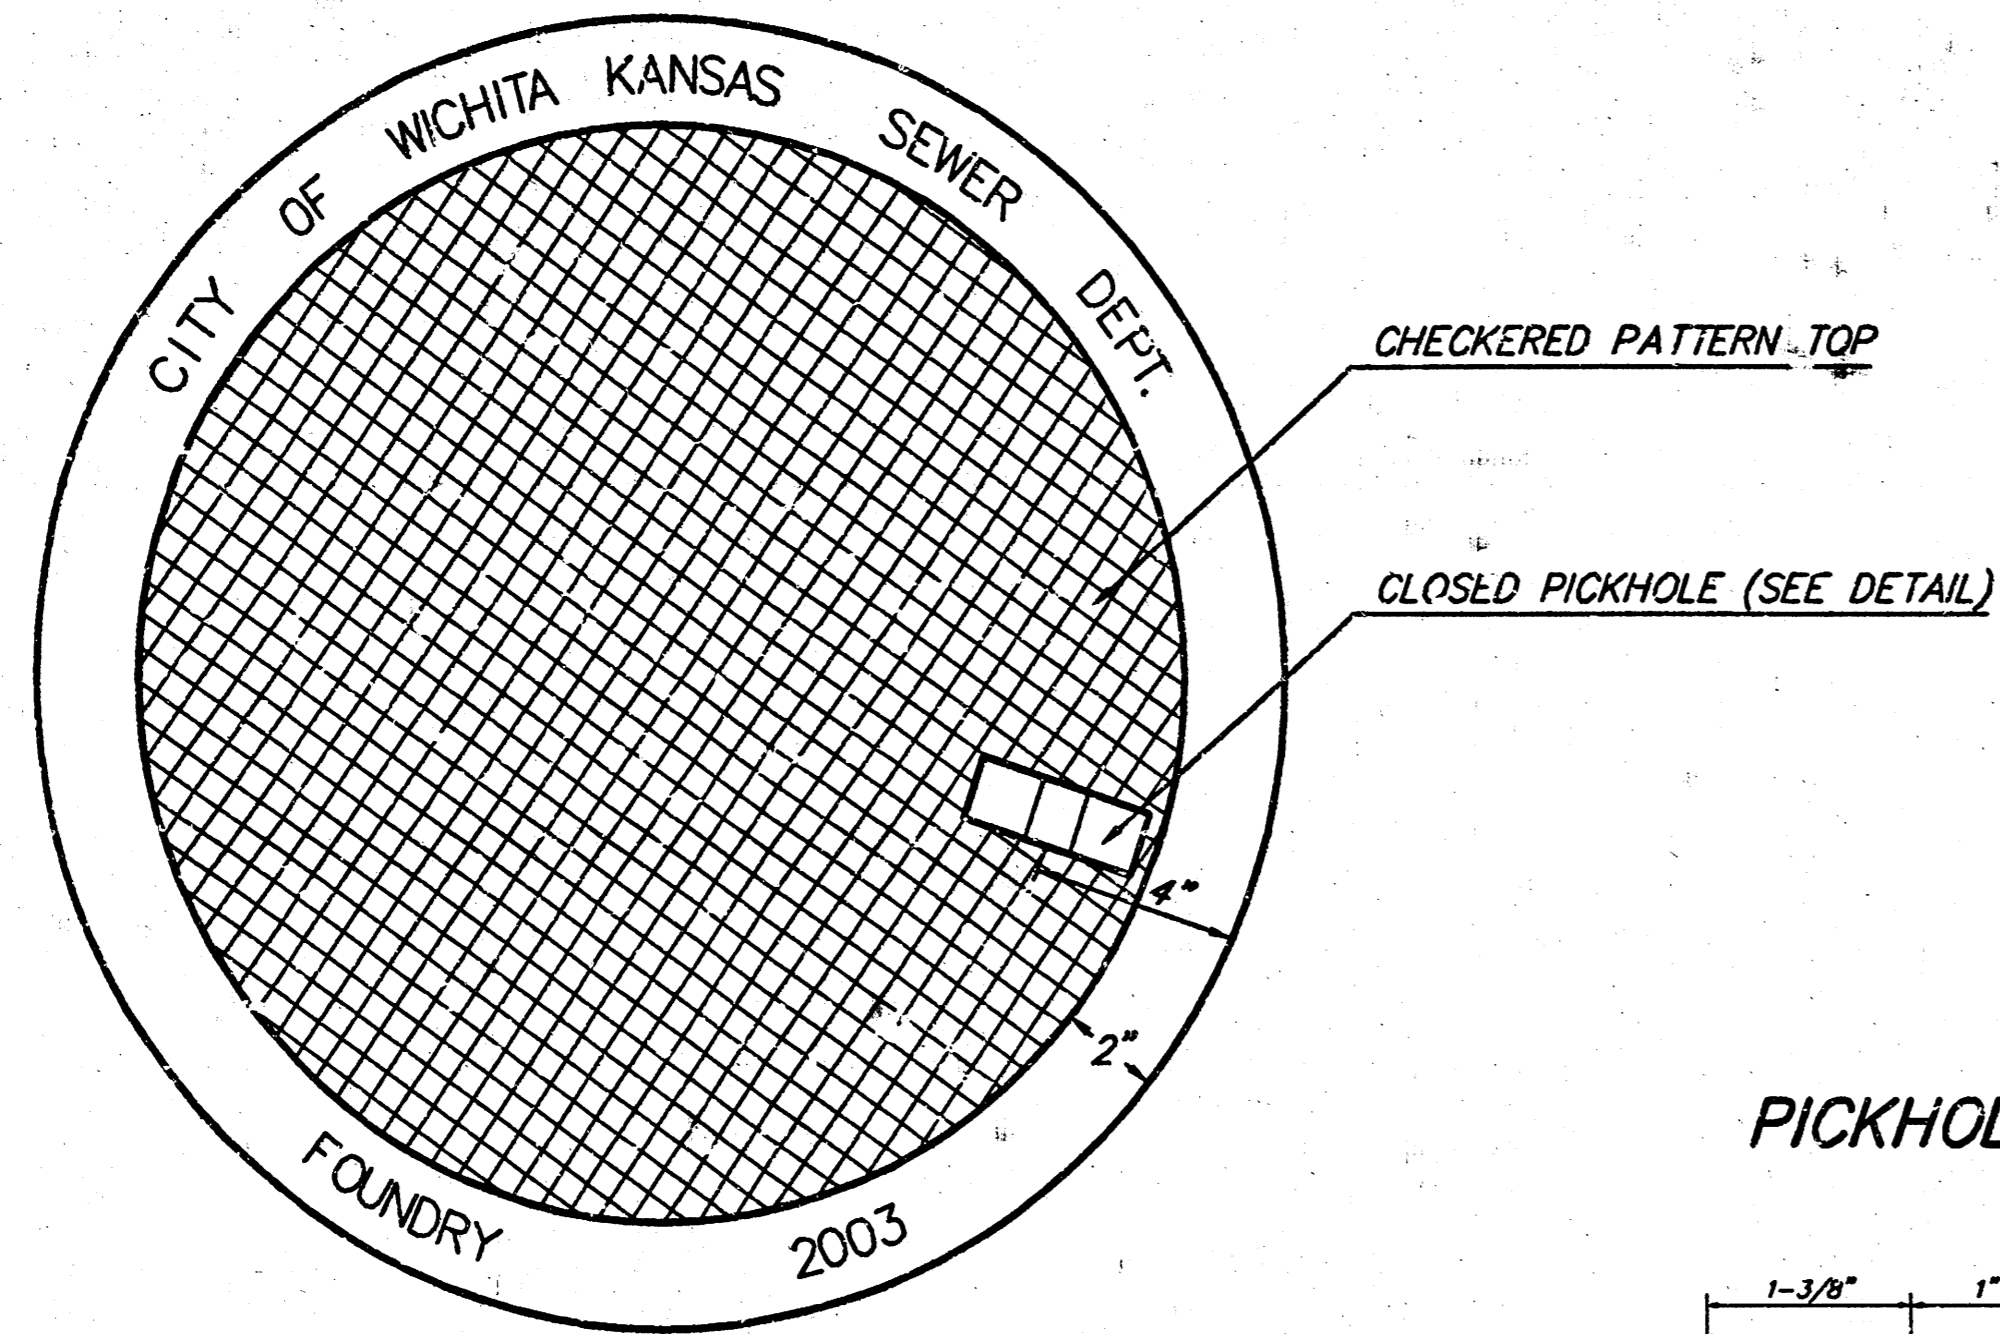 CITY OF WICHITA KANSAS SEWER DEPT.
CHECKERED PATTERN TOP
CLOSED PICKHOLE (SEE DETAIL)
4"
2"
PICKHOL
FOUNDRY 2003
1-3/8" 1"